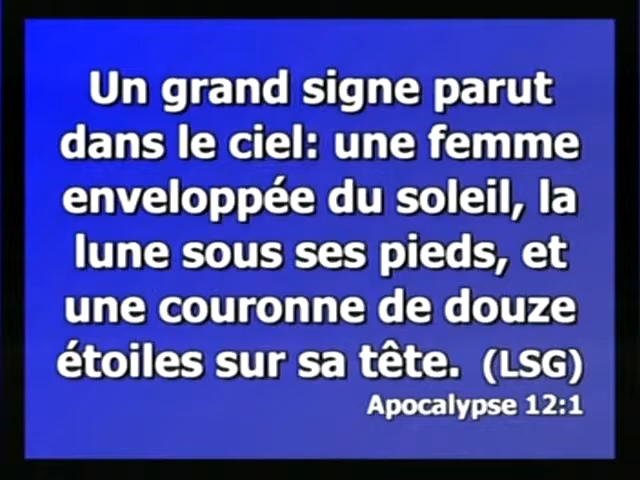 Un grand signe parut
dans le ciel: une femme
enveloppée du soleil, la
lune sous ses pieds, et
une couronne de douze
étoiles sur sa tête. (LSG)
Apocalypse 12:1